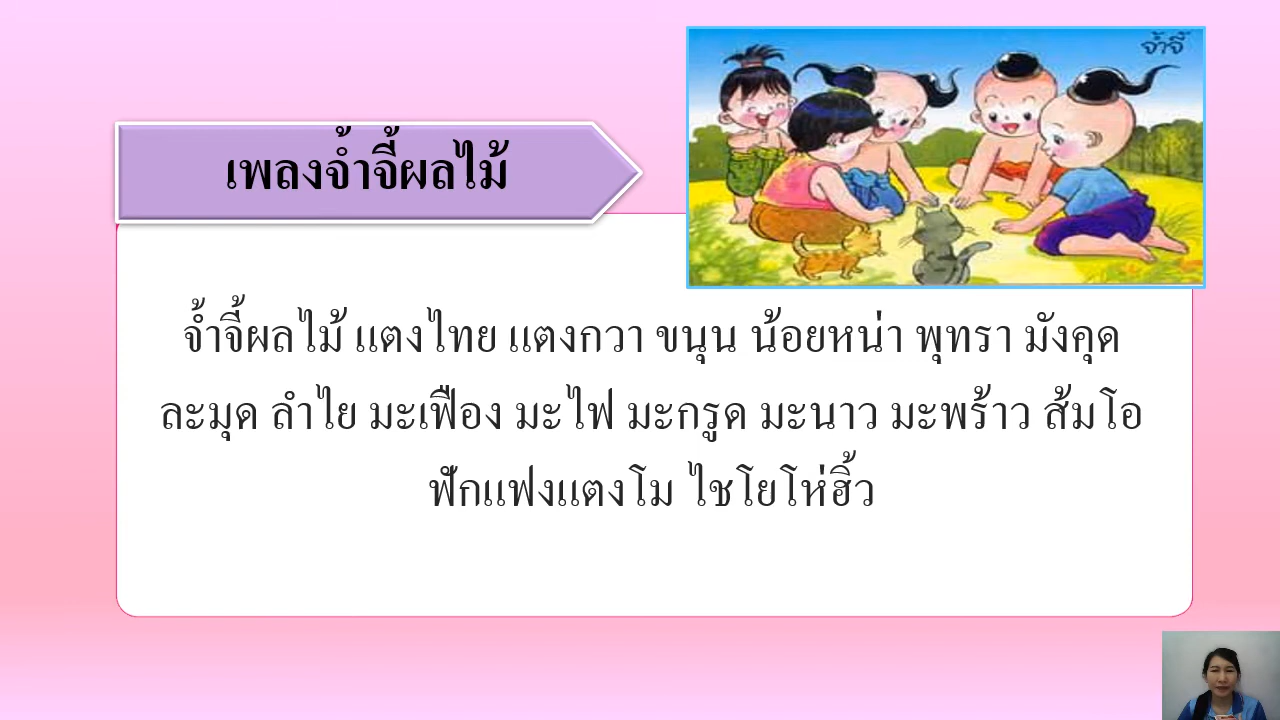 จ้ำจี้
เพลงจ้ำจี้ผลไม้
จ้ำจี้ผลไม้ แตงไทย แตงกวา ขนุน น้อยหน่า พุทรา มังคุด
ละมุด ลำไย มะเฟือง มะไฟ มะกรูด มะนาว มะพร้าว ส้มโอ
ฟักแฟงแตงโม ไชโยโห่ฮิ้ว